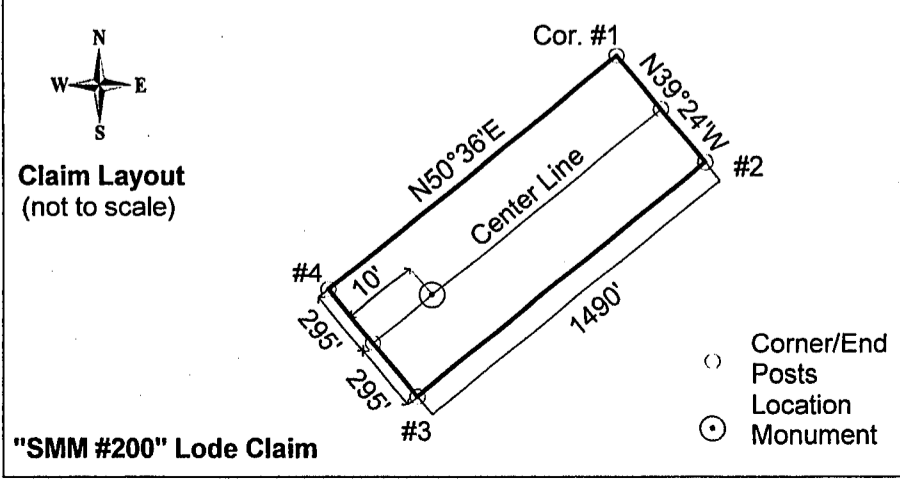 N
W E
S
Claim Layout
(not to scale)
Cor. #1
N39°24'W
#2
N50°36'E
Center Line
#4
10'
295'
295'
1490'
#3
Corner/End
Posts
Location
Monument
"SMM #200" Lode Claim